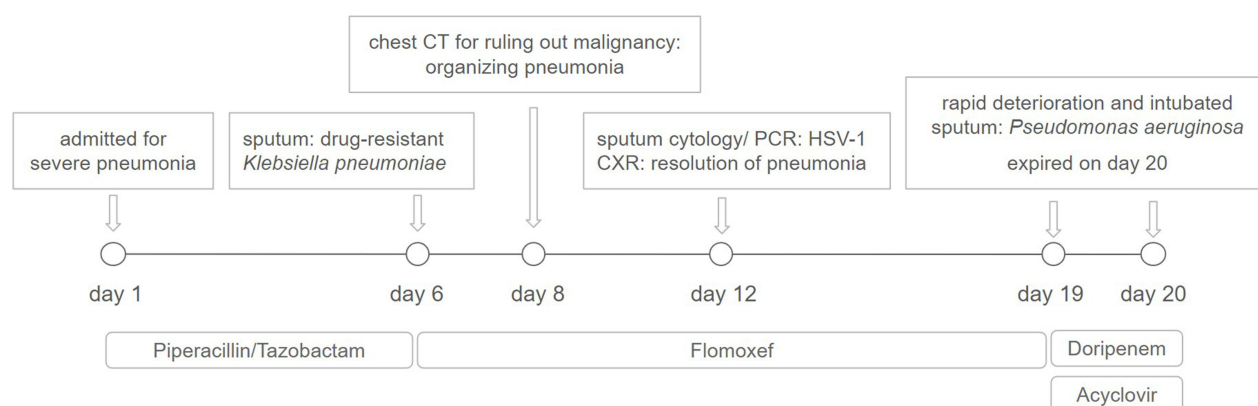 chest CT for ruling out malignancy:
organizing pneumonia
admitted for
severe pneumonia
sputum: drug-resistant
Klebsiella pneumoniae
sputum cytology/ PCR: HSV-1
CXR: resolution of pneumonia
rapid deterioration and intubated
sputum: Pseudomonas aeruginosa
expired on day 20
day 1
day 6
day 8
day 12
day 19
day 20
Piperacillin/Tazobactam
Flomoxef
Doripenem
Acyclovir